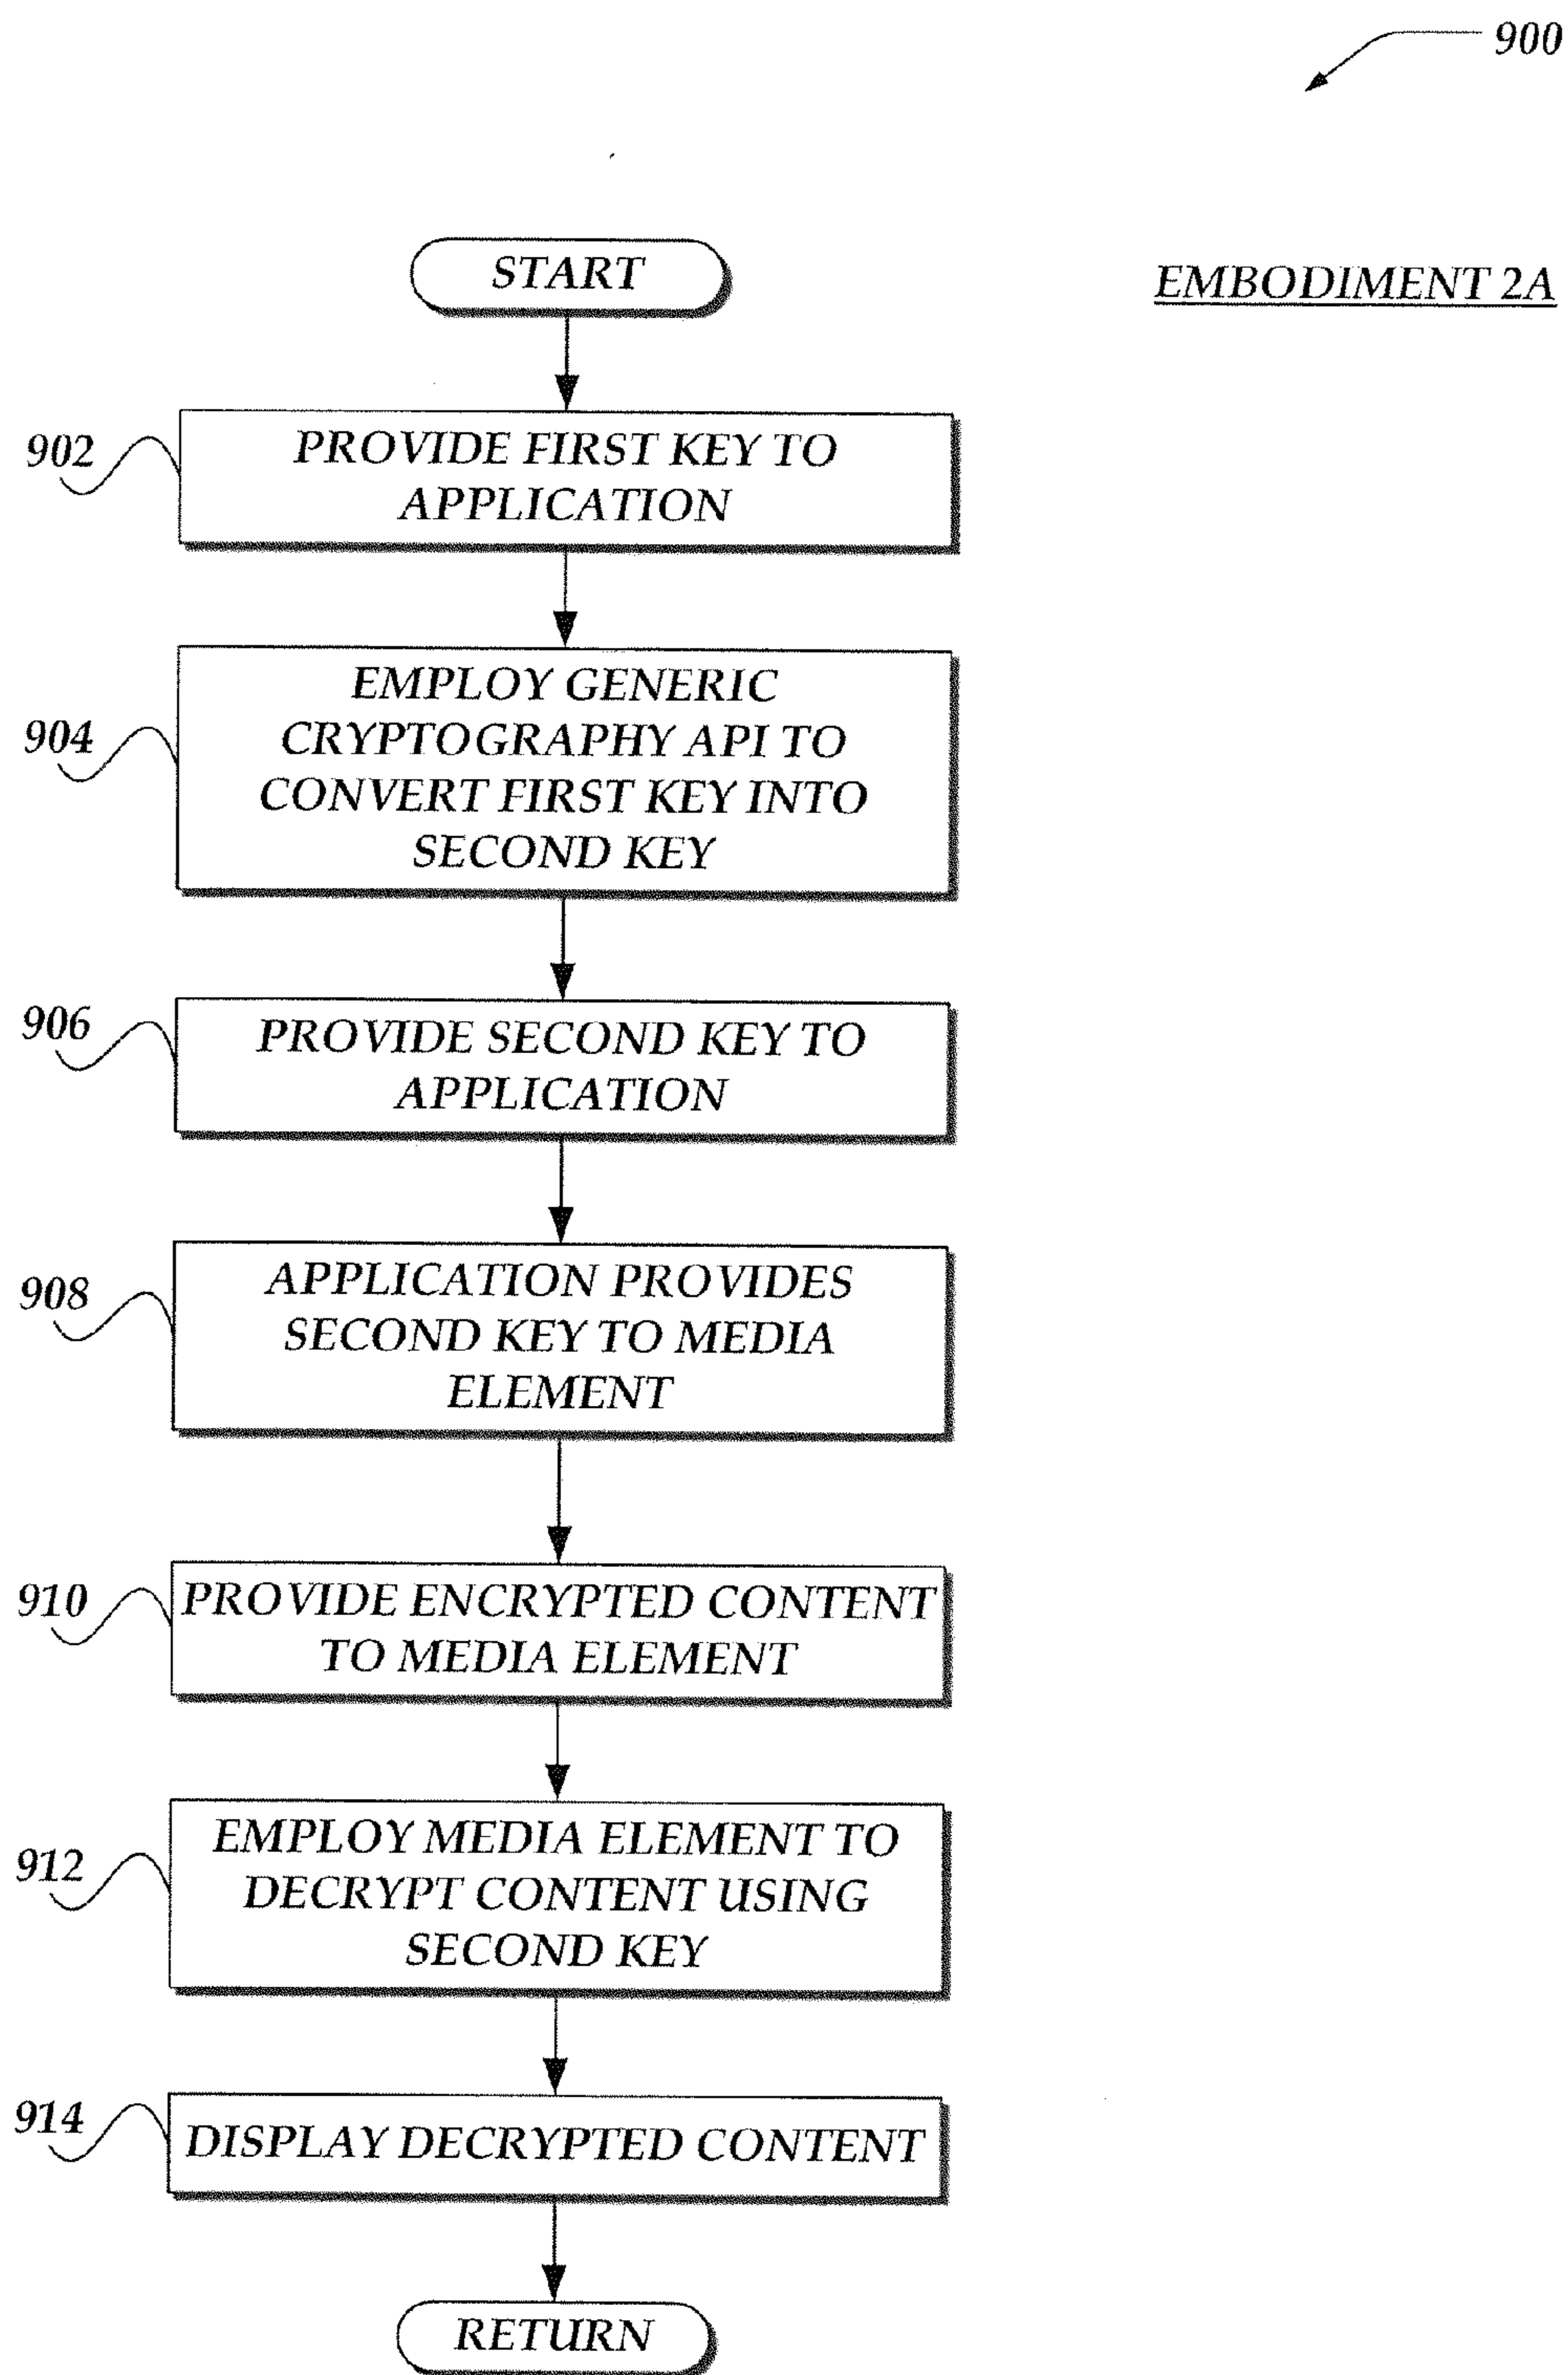 900
START
EMBODIMENT 2A
902
PROVIDE FIRST KEY TO
APPLICATION
904
EMPLOY GENERIC
CRYPTOGRAPHY API TO
CONVERT FIRST KEY INTO
SECOND KEY
906
PROVIDE SECOND KEY TO
APPLICATION
908
APPLICATION PROVIDES
SECOND KEY TO MEDIA
ELEMENT
910
PROVIDE ENCRYPTED CONTENT
TO MEDIA ELEMENT
912
EMPLOY MEDIA ELEMENT TO
DECRYPT CONTENT USING
SECOND KEY
914
DISPLAY DECRYPTED CONTENT
RETURN